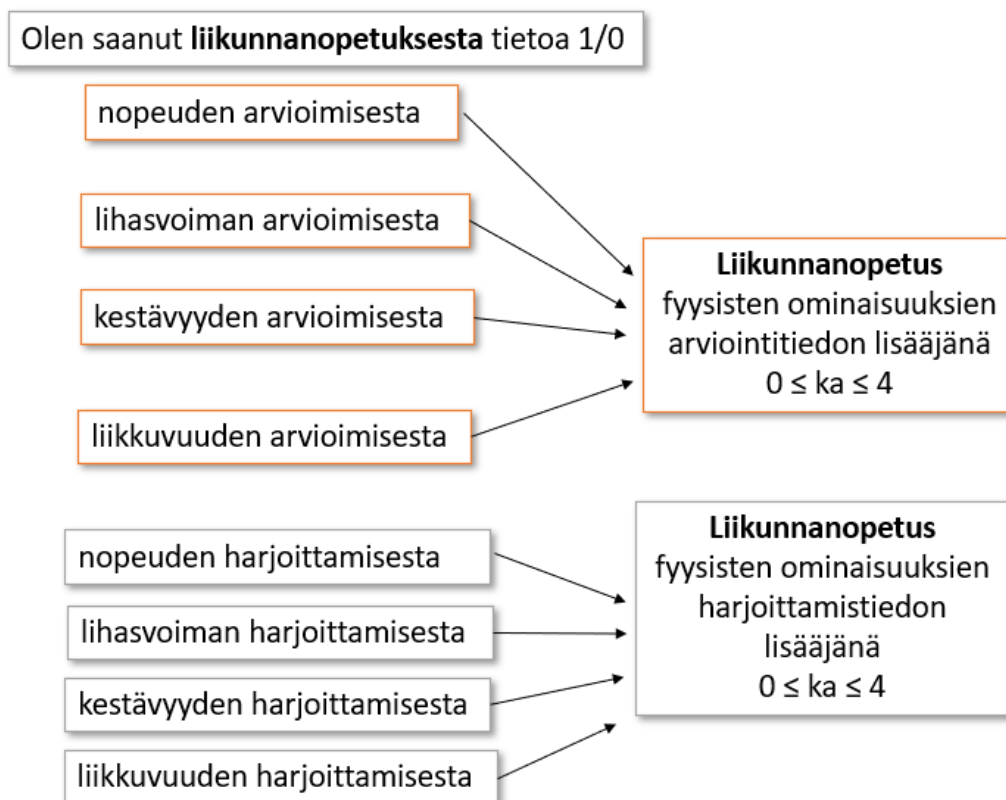 Olen saanut liikunnanopetuksesta tietoa 1/0
nopeuden arvioimisesta
lihasvoiman arvioimisesta
kestävyyden arvioimisesta
liikkuvuuden arvioimisesta
Liikunnanopetus
fyysisten ominaisuuksien
arviointitiedon lisääjänä
0 ≤ ka ≤ 4
nopeuden harjoittamisesta
lihasvoiman harjoittamisesta
kestävyyden harjoittamisesta
liikkuvuuden harjoittamisesta
Liikunnanopetus
fyysisten ominaisuuksien
harjoittamistiedon
lisääjänä
0 ≤ ka ≤ 4